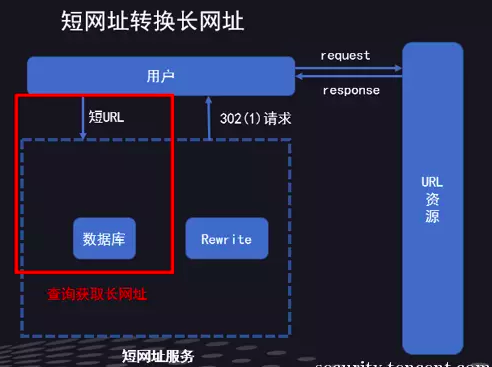 短网址转换长网址
用户
request
response
短URL
302(1)请求
URL
资源
数据库
Rewrite
查询获取长网址
短网址服务
security.tencent.com